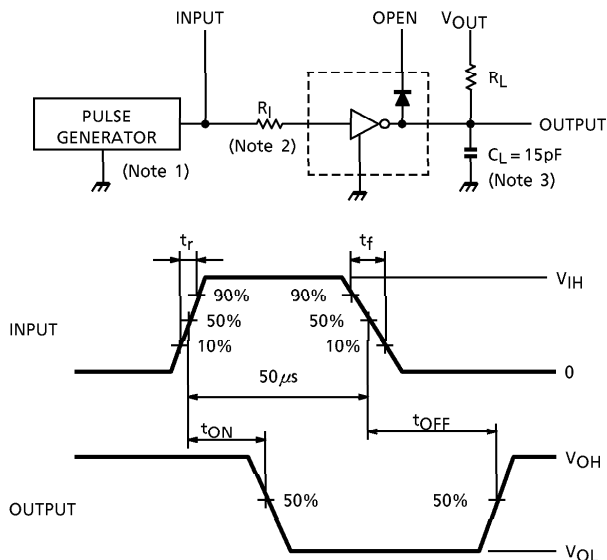 INPUT OPEN VOUT
RL
PULSE
GENERATOR
RI
OUTPUT
(Note 1)
(Note 2)
CL = 15pF
(Note 3)
tr tf
VIH
90% 90%
INPUT 50% 50%
10% 10%
0
50μs
tON tOFF
VOH
OUTPUT 50% 50%
VOL